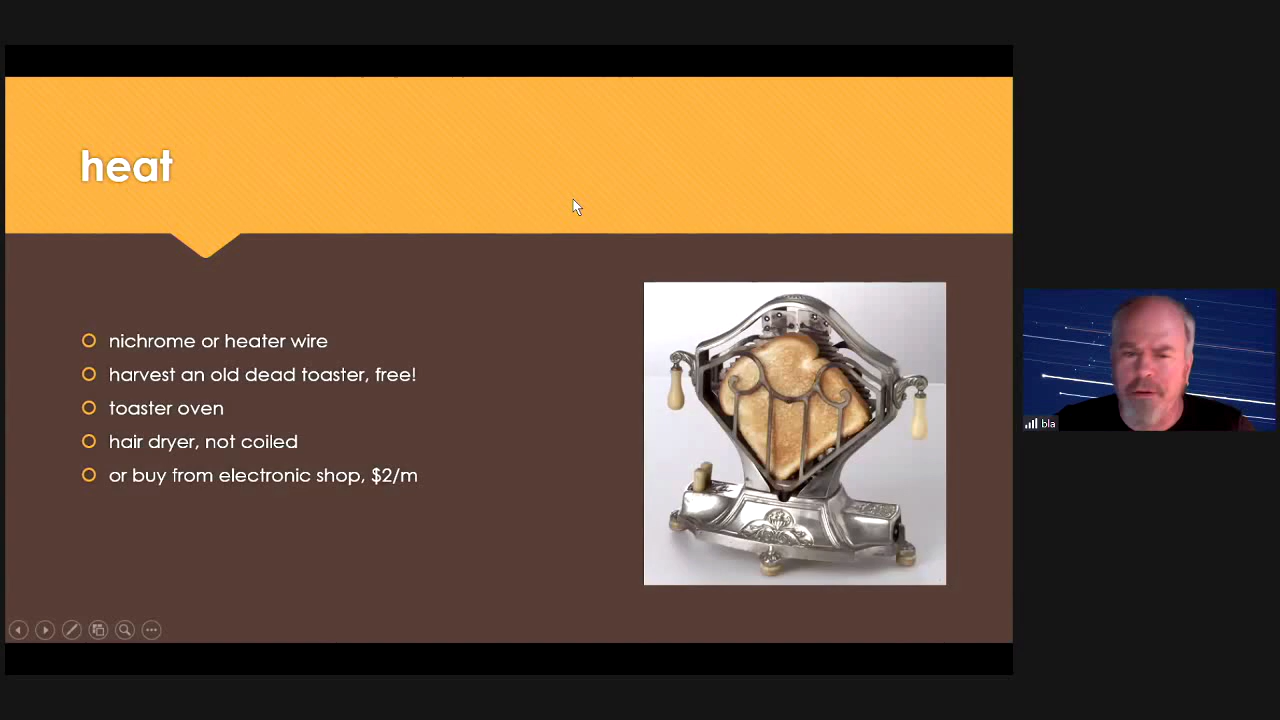 heat
nichrome or heater wire
harvest an old dead toaster, free!
toaster oven
hair dryer, not coiled
or buy from electronic shop, $2/m
bla